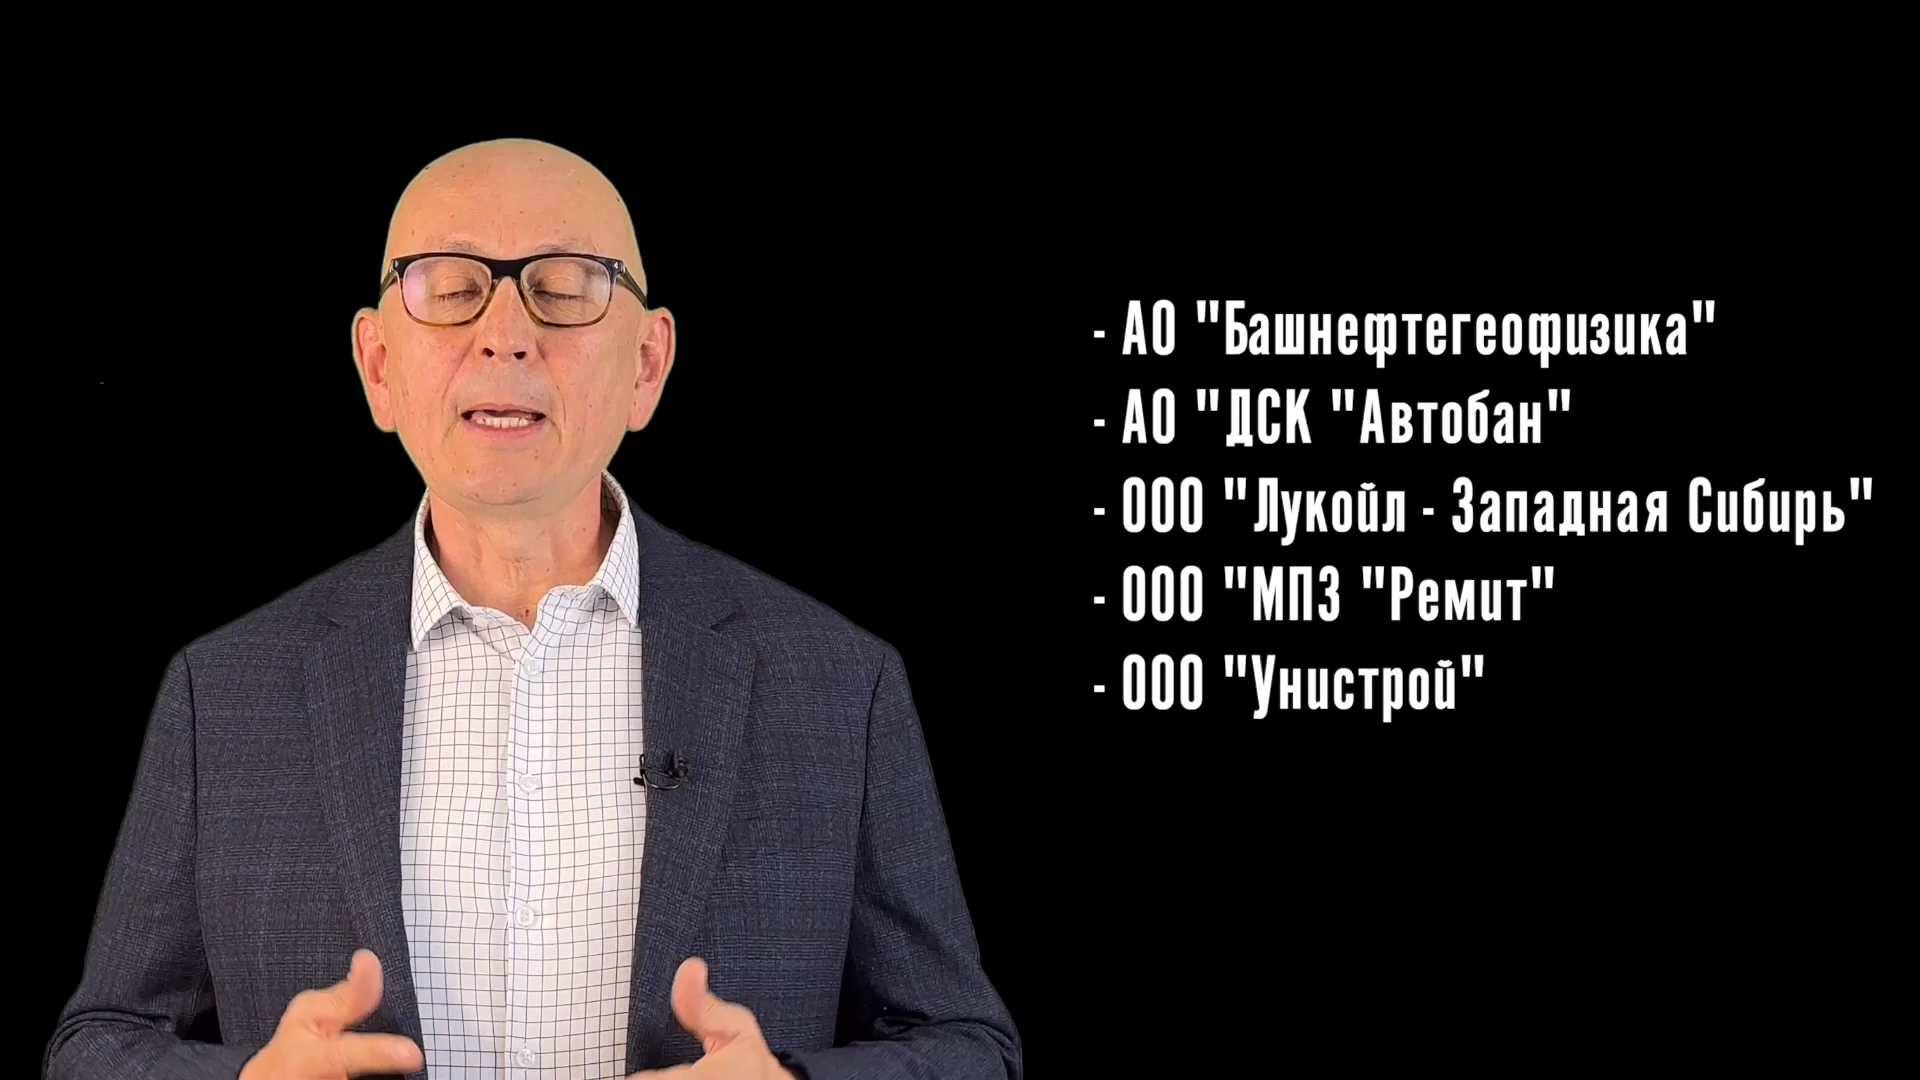 - АО "Башнефтегеофизика"
- АО "ДСК "Автобан"
- ООО "Лукойл - Западная Сибирь"
- ООО "МПЗ "Ремит"
- ООО "Унистрой"